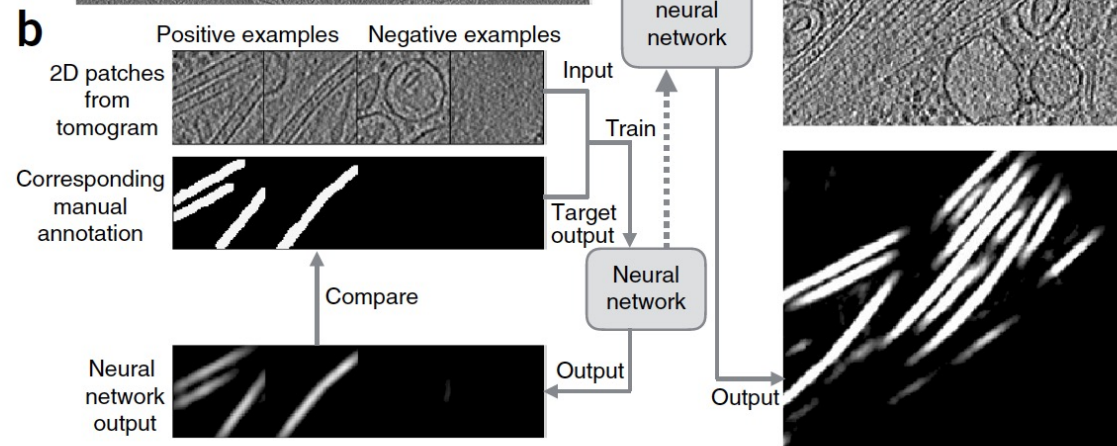 b
Positive examples
Negative examples
2D patches
from
tomogram
Input
Train
Corresponding
manual
annotation
Target
output
Neural
network
Compare
Neural
network
output
Output
neural
network
Output